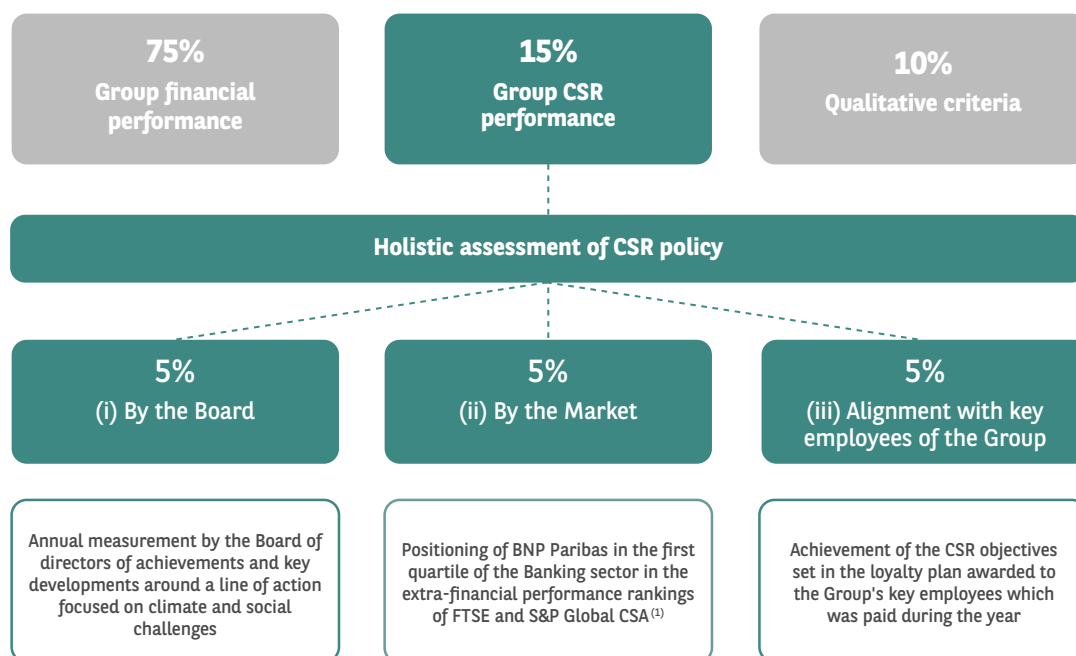 75%
Group financial
performance
15%
Group CSR
performance
10%
Qualitative criteria
Holistic assessment of CSR policy
5%
(i) By the Board
5%
(ii) By the Market
5%
(iii) Alignment with key
employees of the Group
Annual measurement by the Board of
directors of achievements and key
developments around a line of action
focused on climate and social
challenges
Positioning of BNP Paribas in the first
quartile of the Banking sector in the
extra-financial performance rankings
of FTSE and S&P Global CSA (1)
Achievement of the CSR objectives
set in the loyalty plan awarded to
the Group's key employees which
was paid during the year